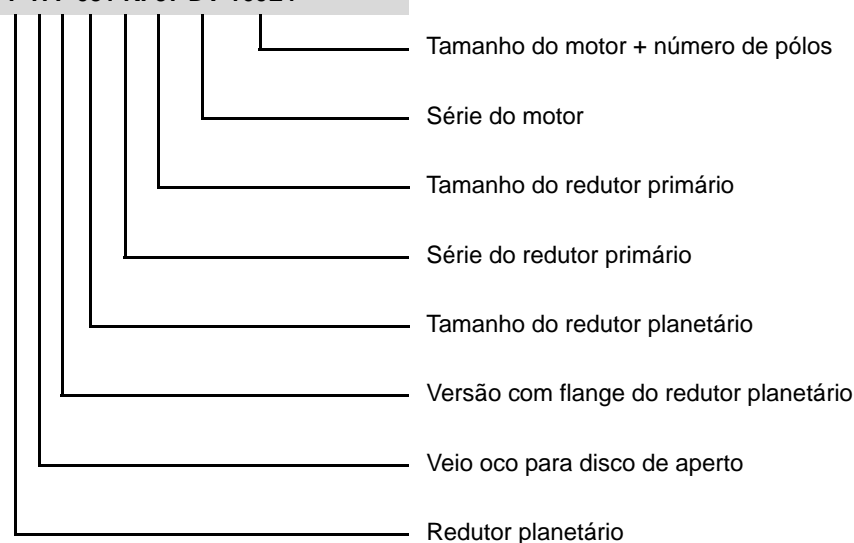 Tamanho do motor + número de pólos
Série do motor
Tamanho do redutor primário
Série do redutor primário
Tamanho do redutor planetário
Versão com flange do redutor planetário
Veio oco para disco de aperto
Redutor planetário